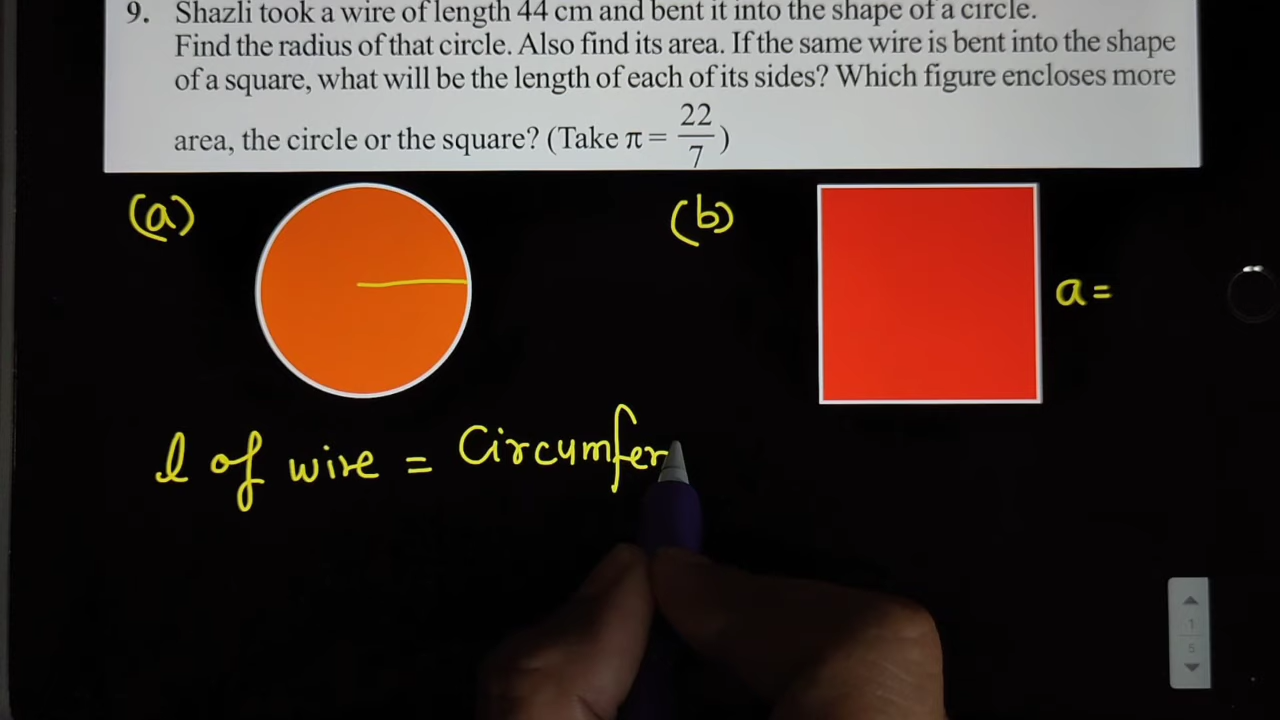 9. Shazli took a wire of length 44 cm and bent it into the shape of a circle.
Find the radius of that circle. Also find its area. If the same wire is bent into the shape
of a square, what will be the length of each of its sides? Which figure encloses more
area, the circle or the square? (Take π = 22/7)
(a)
(b)
a =
l of wire = Circumfer
1
5